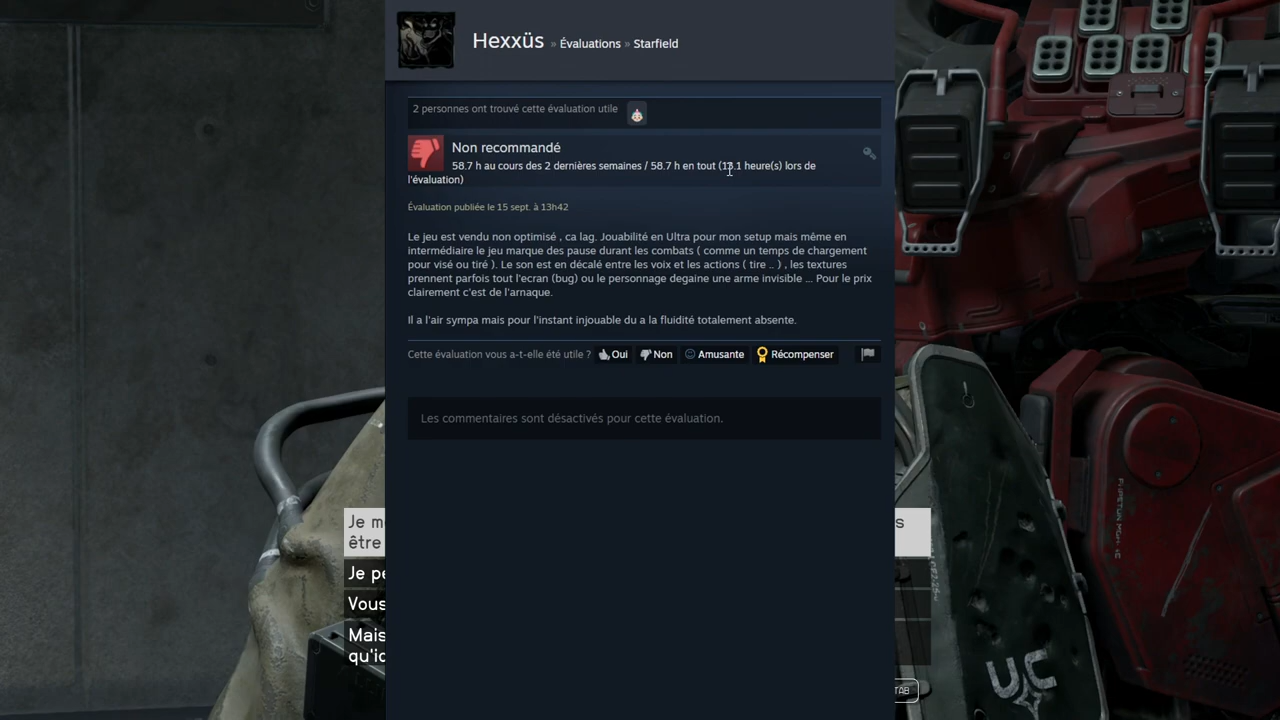 Hexxüs » Évaluations » Starfield
2 personnes ont trouvé cette évaluation utile
Non recommandé
58.7 h au cours des 2 dernières semaines / 58.7 h en tout (13.1 heure(s) lors de
l'évaluation)
Évaluation publiée le 15 sept. à 13h42
Le jeu est vendu non optimisé , ca lag. Jouabilité en Ultra pour mon setup mais même en
intermédiaire le jeu marque des pause durant les combats ( comme un temps de chargement
pour visé ou tiré ). Le son est en décalé entre les voix et les actions ( tire .. ) , les textures
prennent parfois tout l'ecran (bug) ou le personnage degaine une arme invisible ... Pour le prix
clairement c'est de l'arnaque.
Il a l'air sympa mais pour l'instant injouable du a la fluidité totalement absente.
Cette évaluation vous a-t-elle été utile ? Oui Non Amusante Récompenser
Les commentaires sont désactivés pour cette évaluation.
Je
être
Je
Vous
Mais
UC
TAB